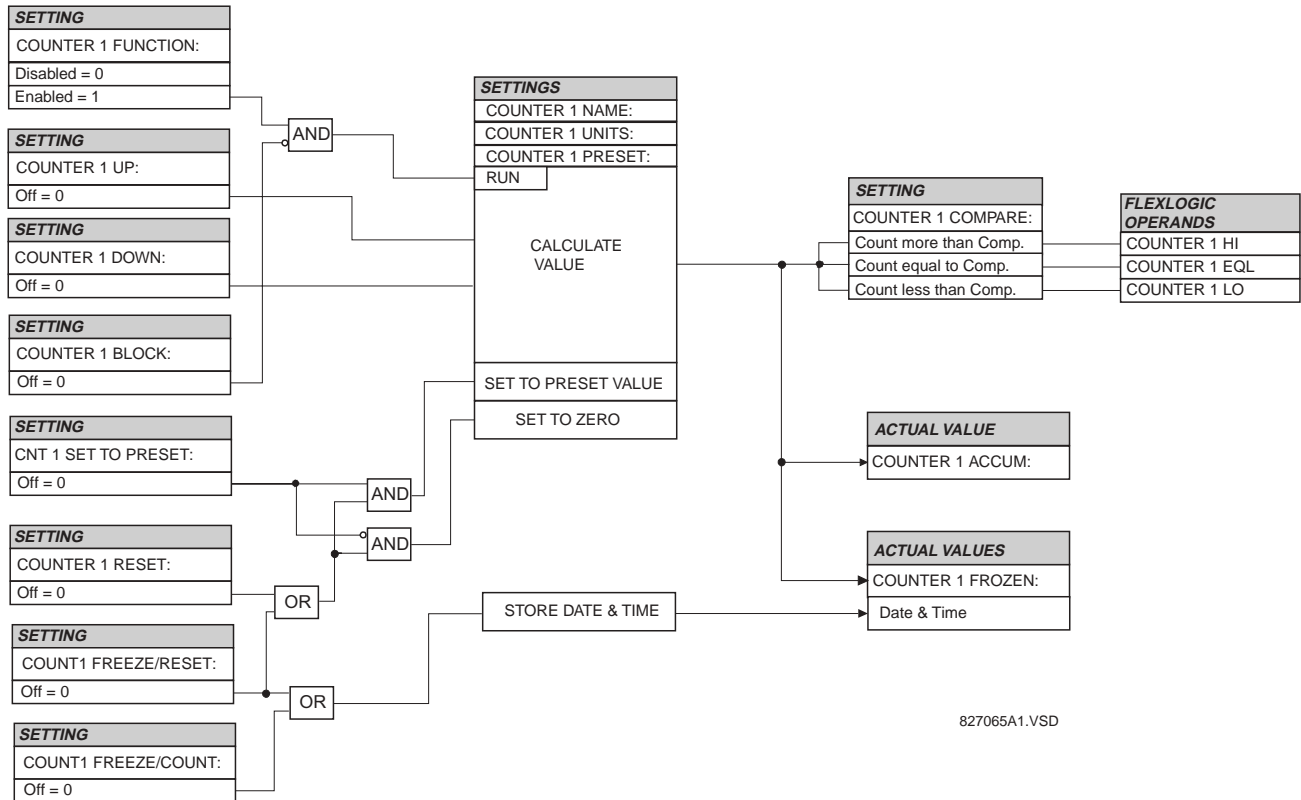 SETTING
COUNTER 1 FUNCTION:
Disabled = 0
Enabled = 1
SETTING
COUNTER 1 UP:
Off = 0
SETTING
COUNTER 1 DOWN:
Off = 0
SETTING
COUNTER 1 BLOCK:
Off = 0
SETTING
CNT 1 SET TO PRESET:
Off = 0
SETTING
COUNTER 1 RESET:
Off = 0
SETTING
COUNT1 FREEZE/RESET:
Off = 0
SETTING
COUNT1 FREEZE/COUNT:
Off = 0
AND
AND
AND
OR
OR
SETTINGS
COUNTER 1 NAME:
COUNTER 1 UNITS:
COUNTER 1 PRESET:
RUN
CALCULATE
VALUE
SET TO PRESET VALUE
SET TO ZERO
STORE DATE & TIME
SETTING
COUNTER 1 COMPARE:
Count more than Comp.
Count equal to Comp.
Count less than Comp.
FLEXLOGIC
OPERANDS
COUNTER 1 HI
COUNTER 1 EQL
COUNTER 1 LO
ACTUAL VALUE
COUNTER 1 ACCUM:
ACTUAL VALUES
COUNTER 1 FROZEN:
Date & Time
827065A1.VSD